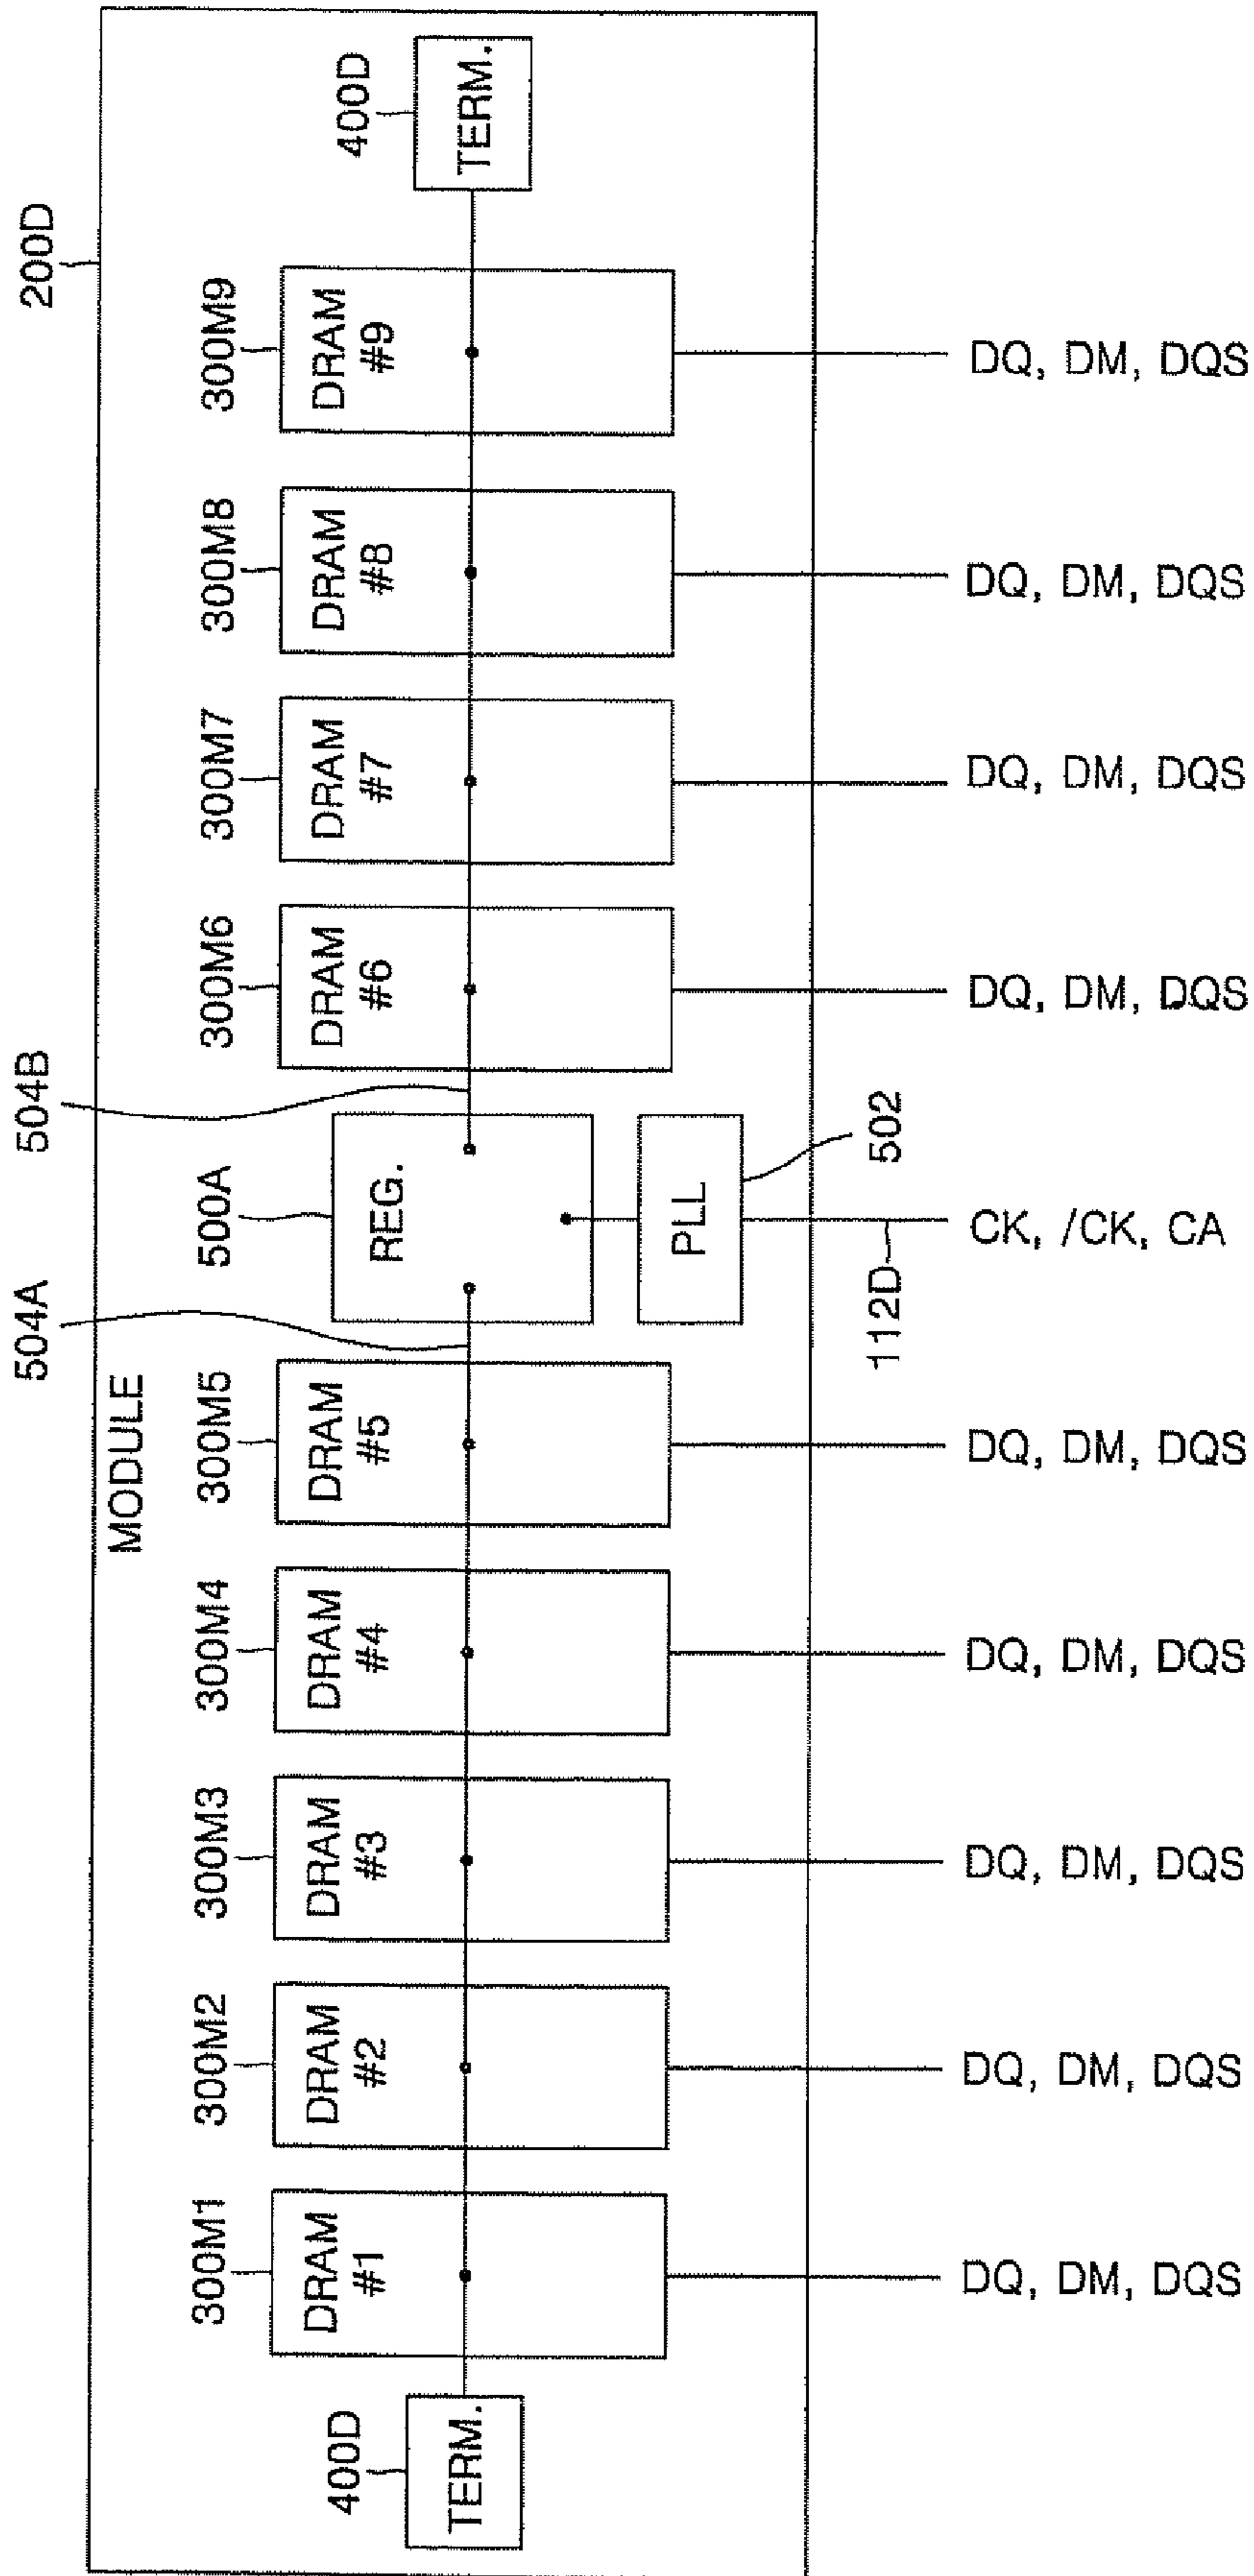 504A
504B
200D
MODULE
400D
300M1
300M2
300M3
300M4
300M5
500A
300M6
300M7
300M8
300M9
400D
TERM.
DRAM
#1
DRAM
#2
DRAM
#3
DRAM
#4
DRAM
#5
REG.
DRAM
#6
DRAM
#7
DRAM
#8
DRAM
#9
TERM.
PLL
502
112D
DQ, DM, DQS
DQ, DM, DQS
DQ, DM, DQS
DQ, DM, DQS
DQ, DM, DQS
CK, /CK, CA
DQ, DM, DQS
DQ, DM, DQS
DQ, DM, DQS
DQ, DM, DQS